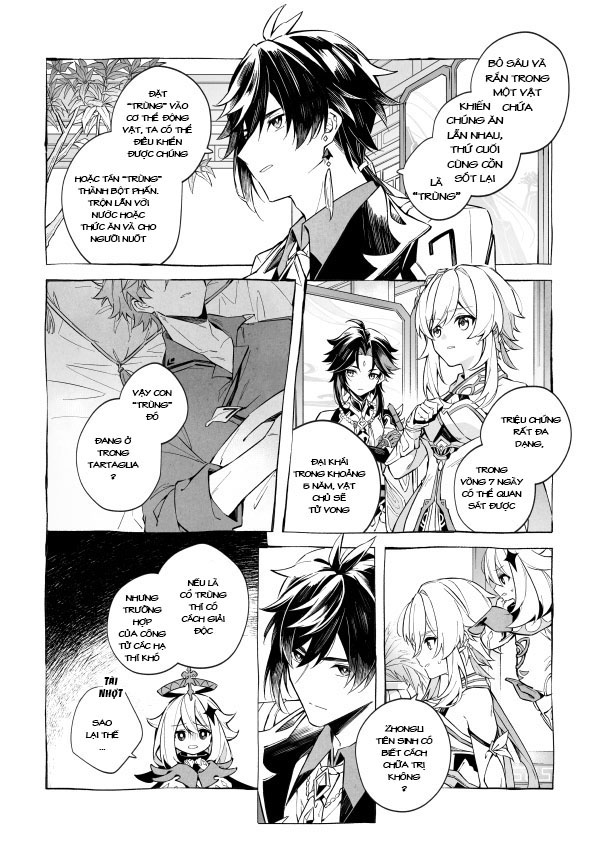 BỎ SÂU VÀ
RẮN TRONG
MỘT VẬT
CHỨA
KHIẾN
CHÚNG ĂN
LẪN NHAU,
THỨ CUỐI
CÙNG CÒN
SỐT LẠI
LÀ
"TRÙNG"
ĐẶT
"TRÙNG" VÀO
CƠ THỂ ĐỘNG
VẬT, TA CÓ THỂ
ĐIỀU KHIỂN
ĐƯỢC CHÚNG
HOẶC TÁN "TRÙNG"
THÀNH BỘT PHẤN.
TRỘN LẪN VỚI
NƯỚC HOẶC
THỨC ĂN VÀ CHO
NGƯỜI NUỐT
TRIỆU CHỨNG
RẤT ĐA
DẠNG,
TRONG
VÒNG 7 NGÀY
CÓ THỂ QUAN
SÁT ĐƯỢC
ĐẠI KHÁI
TRONG KHOẢNG
5 NĂM, VẬT
CHỦ SẼ
TỬ VONG
VẬY CON
"TRÙNG"
ĐÓ
ĐANG Ở
TRONG
TARTAGLIA
?
ZHONGLI
TIÊN SINH CÓ
BIẾT CÁCH
CHỮA TRỊ
KHÔNG
?
NẾU LÀ
CỔ TRÙNG
THÌ CÓ
CÁCH GIẢI
ĐỘC
NHƯNG
TRƯỜNG
HỢP
CỦA CÔNG
TỬ CÁC HẠ
THÌ KHÓ
TÁI
NHỢT
SAO
LẠI THẾ
...